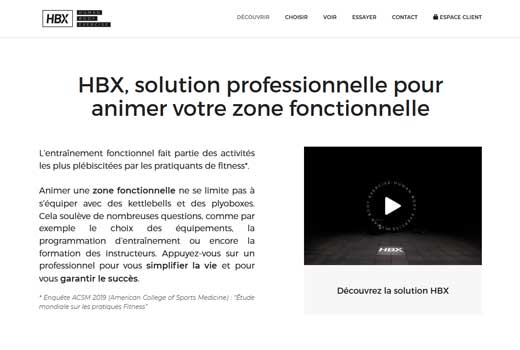 HBX HUMAN
BODY
EXERCISE
DÉCOUVRIR CHOISIR VOIR ESSAYER CONTACT ESPACE CLIENT
HBX, solution professionnelle pour
animer votre zone fonctionnelle
L'entraînement fonctionnel fait partie des activités
les plus plébiscitées par les pratiquants de fitness*.
Animer une zone fonctionnelle ne se limite pas à
s'équiper avec des kettlebells et des plyoboxes.
Cela soulève de nombreuses questions, comme par
exemple le choix des équipements, la
programmation d'entraînement ou encore la
formation des instructeurs. Appuyez-vous sur un
professionnel pour vous simplifier la vie et pour
vous garantir le succès.
* Enquête ACSM 2019 (American College of Sports Medicine) : "Étude
mondiale sur les pratiques Fitness"
HBX
Découvrez la solution HBX